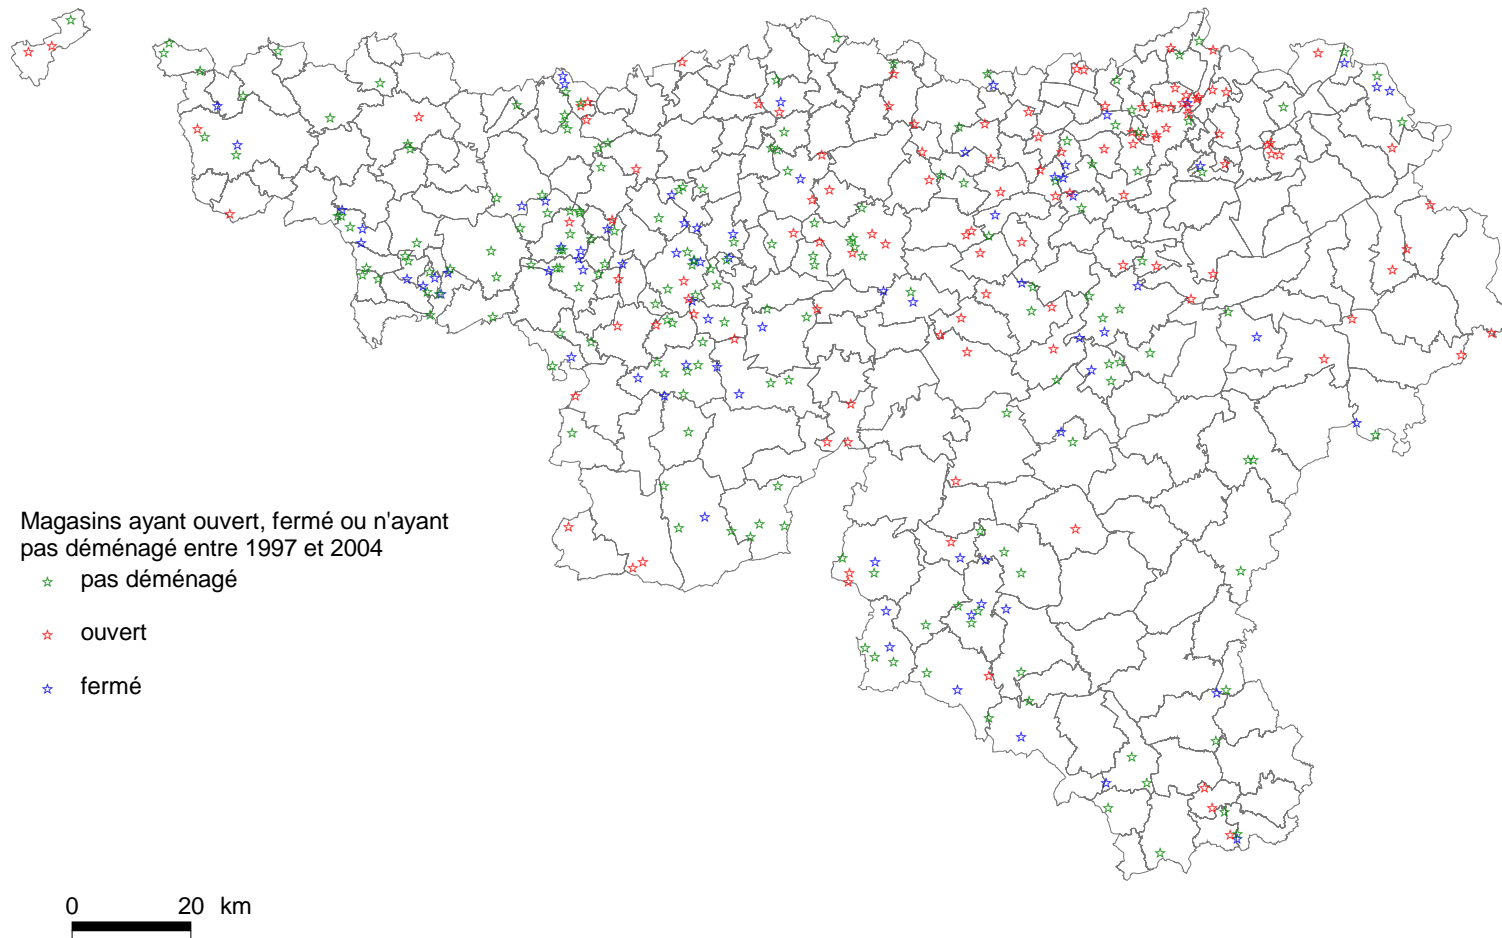 Magasins ayant ouvert, fermé ou n'ayant
pas déménagé entre 1997 et 2004
pas déménagé
ouvert
fermé
0 20 km